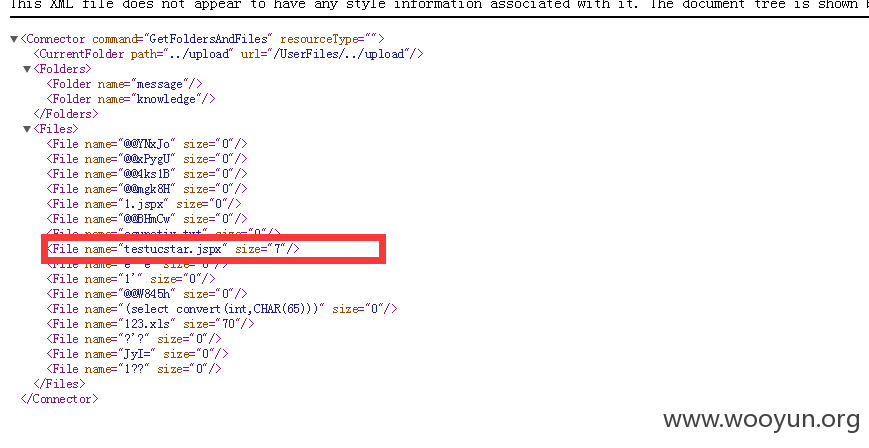 This XML file does not appear to have any style information associated with it. The document tree is shown b
▼<Connector command="GetFoldersAndFiles" resourceType="">
<CurrentFolder path="../upload" url="/UserFiles/../upload"/>
▼<Folders>
<Folder name="message"/>
<Folder name="knowledge"/>
</Folders>
▼<Files>
<File name="@@YNxJo" size="0"/>
<File name="@@xPygU" size="0"/>
<File name="@@4ks1B" size="0"/>
<File name="@@mgk8H" size="0"/>
<File name="1.jspx" size="0"/>
<File name="@@BHnCw" size="0"/>
<File name="acunetix.txt" size="0"/>
<File name="testucstar.jspx" size="7"/>
<File size="0"/>
<File name="1'" size="0"/>
<File name="@@W845h" size="0"/>
<File name="(select convert(int,CHAR(65)))" size="0"/>
<File name="123.xls" size="70"/>
<File name="?'?" size="0"/>
<File name="JyI=" size="0"/>
<File name="1??" size="0"/>
</Files>
</Connector>
www.wooyun.org